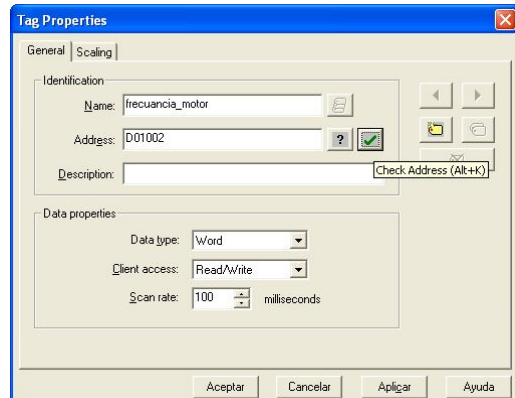 Tag Properties
General Scaling
Identification
Name: frecuancia_motor
Address: D01002 ?
Check Address (Alt+K)
Description:
Data properties
Data type: Word
Client access: Read/Write
Scan rate: 100 milliseconds
Aceptar Cancelar Aplicar Ayuda